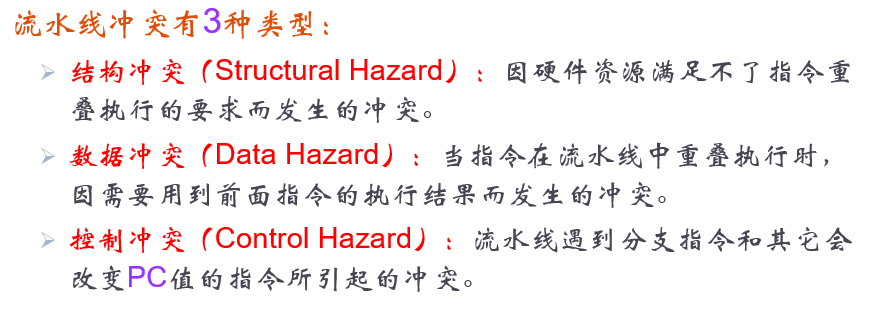 流水线冲突有3种类型：
➢ 结构冲突（Structural Hazard）：因硬件资源满足不了指令重
叠执行的要求而发生的冲突。
➢ 数据冲突（Data Hazard）：当指令在流水线中重叠执行时，
因需要用到前面指令的执行结果而发生的冲突。
➢ 控制冲突（Control Hazard）：流水线遇到分支指令和其它会
改变PC值的指令所引起的冲突。